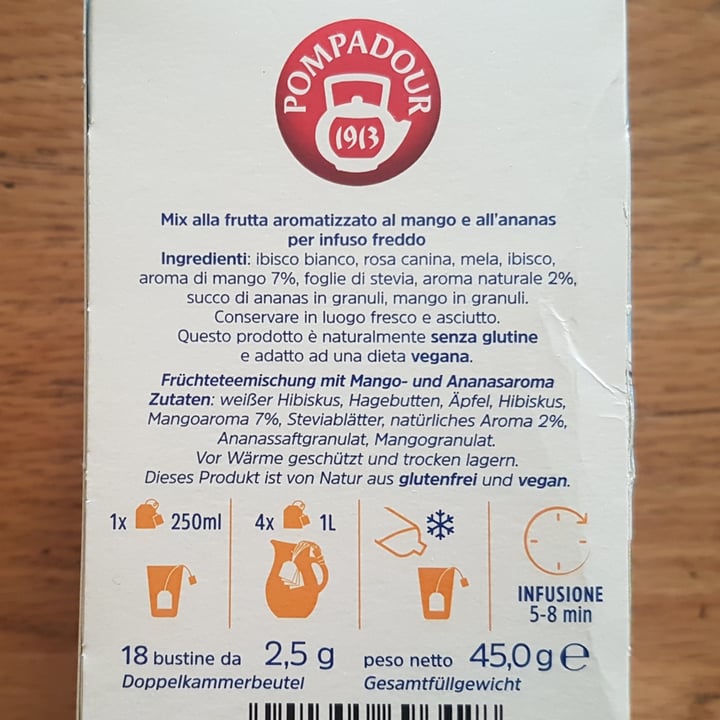 POMPADOUR
1913
Mix alla frutta aromatizzato al mango e all'ananas
per infuso freddo
Ingredienti: ibisco bianco, rosa canina, mela, ibisco,
aroma di mango 7%, foglie di stevia, aroma naturale 2%,
succo di ananas in granuli, mango in granuli.
Conservare in luogo fresco e asciutto.
Questo prodotto è naturalmente senza glutine
e adatto ad una dieta vegana.
Früchteteemischung mit Mango- und Ananasaroma
Zutaten: weißer Hibiskus, Hagebutten, Äpfel, Hibiskus,
Mangoaroma 7%, Steviablätter, natürliches Aroma 2%,
Ananassaftgranulat, Mangogranulat.
Vor Wärme geschützt und trocken lagern.
Dieses Produkt ist von Natur aus glutenfrei und vegan.
1x 250ml 4x 1L
INFUSIONE
5-8 min
18 bustine da 2,5 g peso netto 45,0 g e
Doppelkammerbeutel Gesamtfüllgewicht